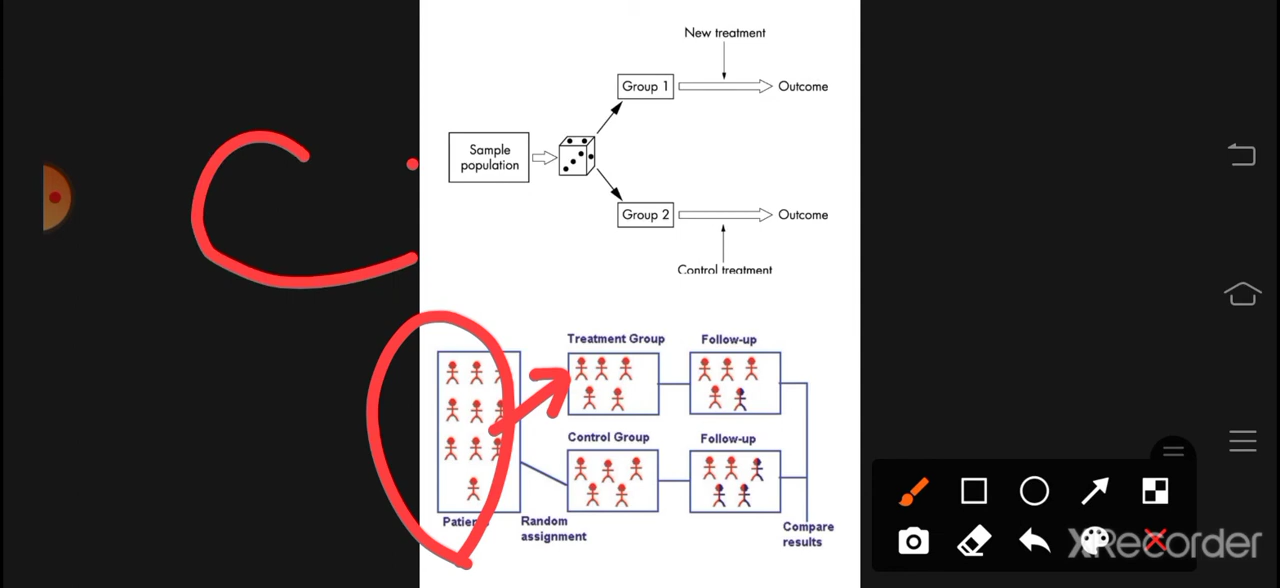 New treatment
Group 1
Outcome
Sample
population
Group 2
Outcome
Control treatment
Treatment Group
Follow-up
Control Group
Follow-up
Random
assignment
Compare
results
XRecorder